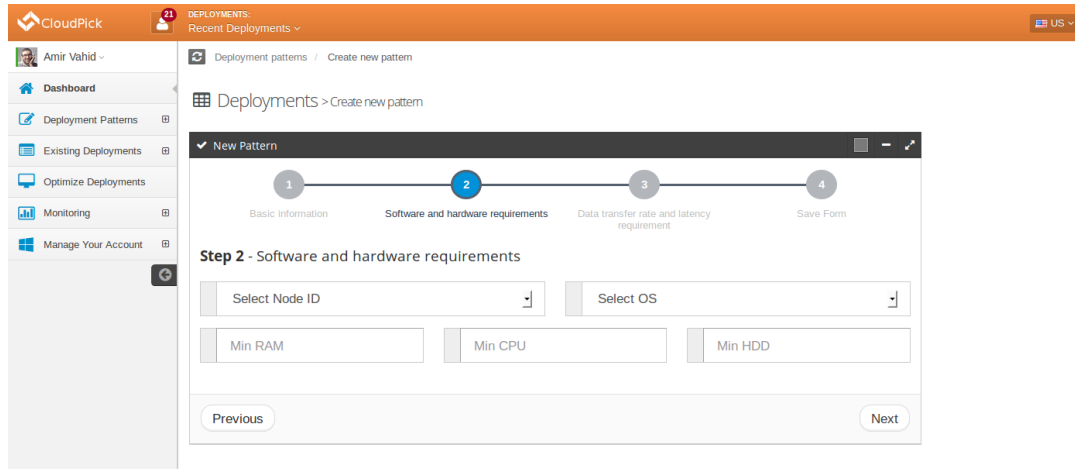 CloudPick
21
DEPLOYMENTS:
Recent Deployments
US
Amir Vahid
Dashboard
Deployment Patterns
Existing Deployments
Optimize Deployments
Monitoring
Manage Your Account
Deployment patterns / Create new pattern
Deployments > Create new pattern
New Pattern
1
2
3
4
Basic information
Software and hardware requirements
Data transfer rate and latency
requirement
Save Form
Step 2 - Software and hardware requirements
Select Node ID
Select OS
Min RAM
Min CPU
Min HDD
Previous
Next